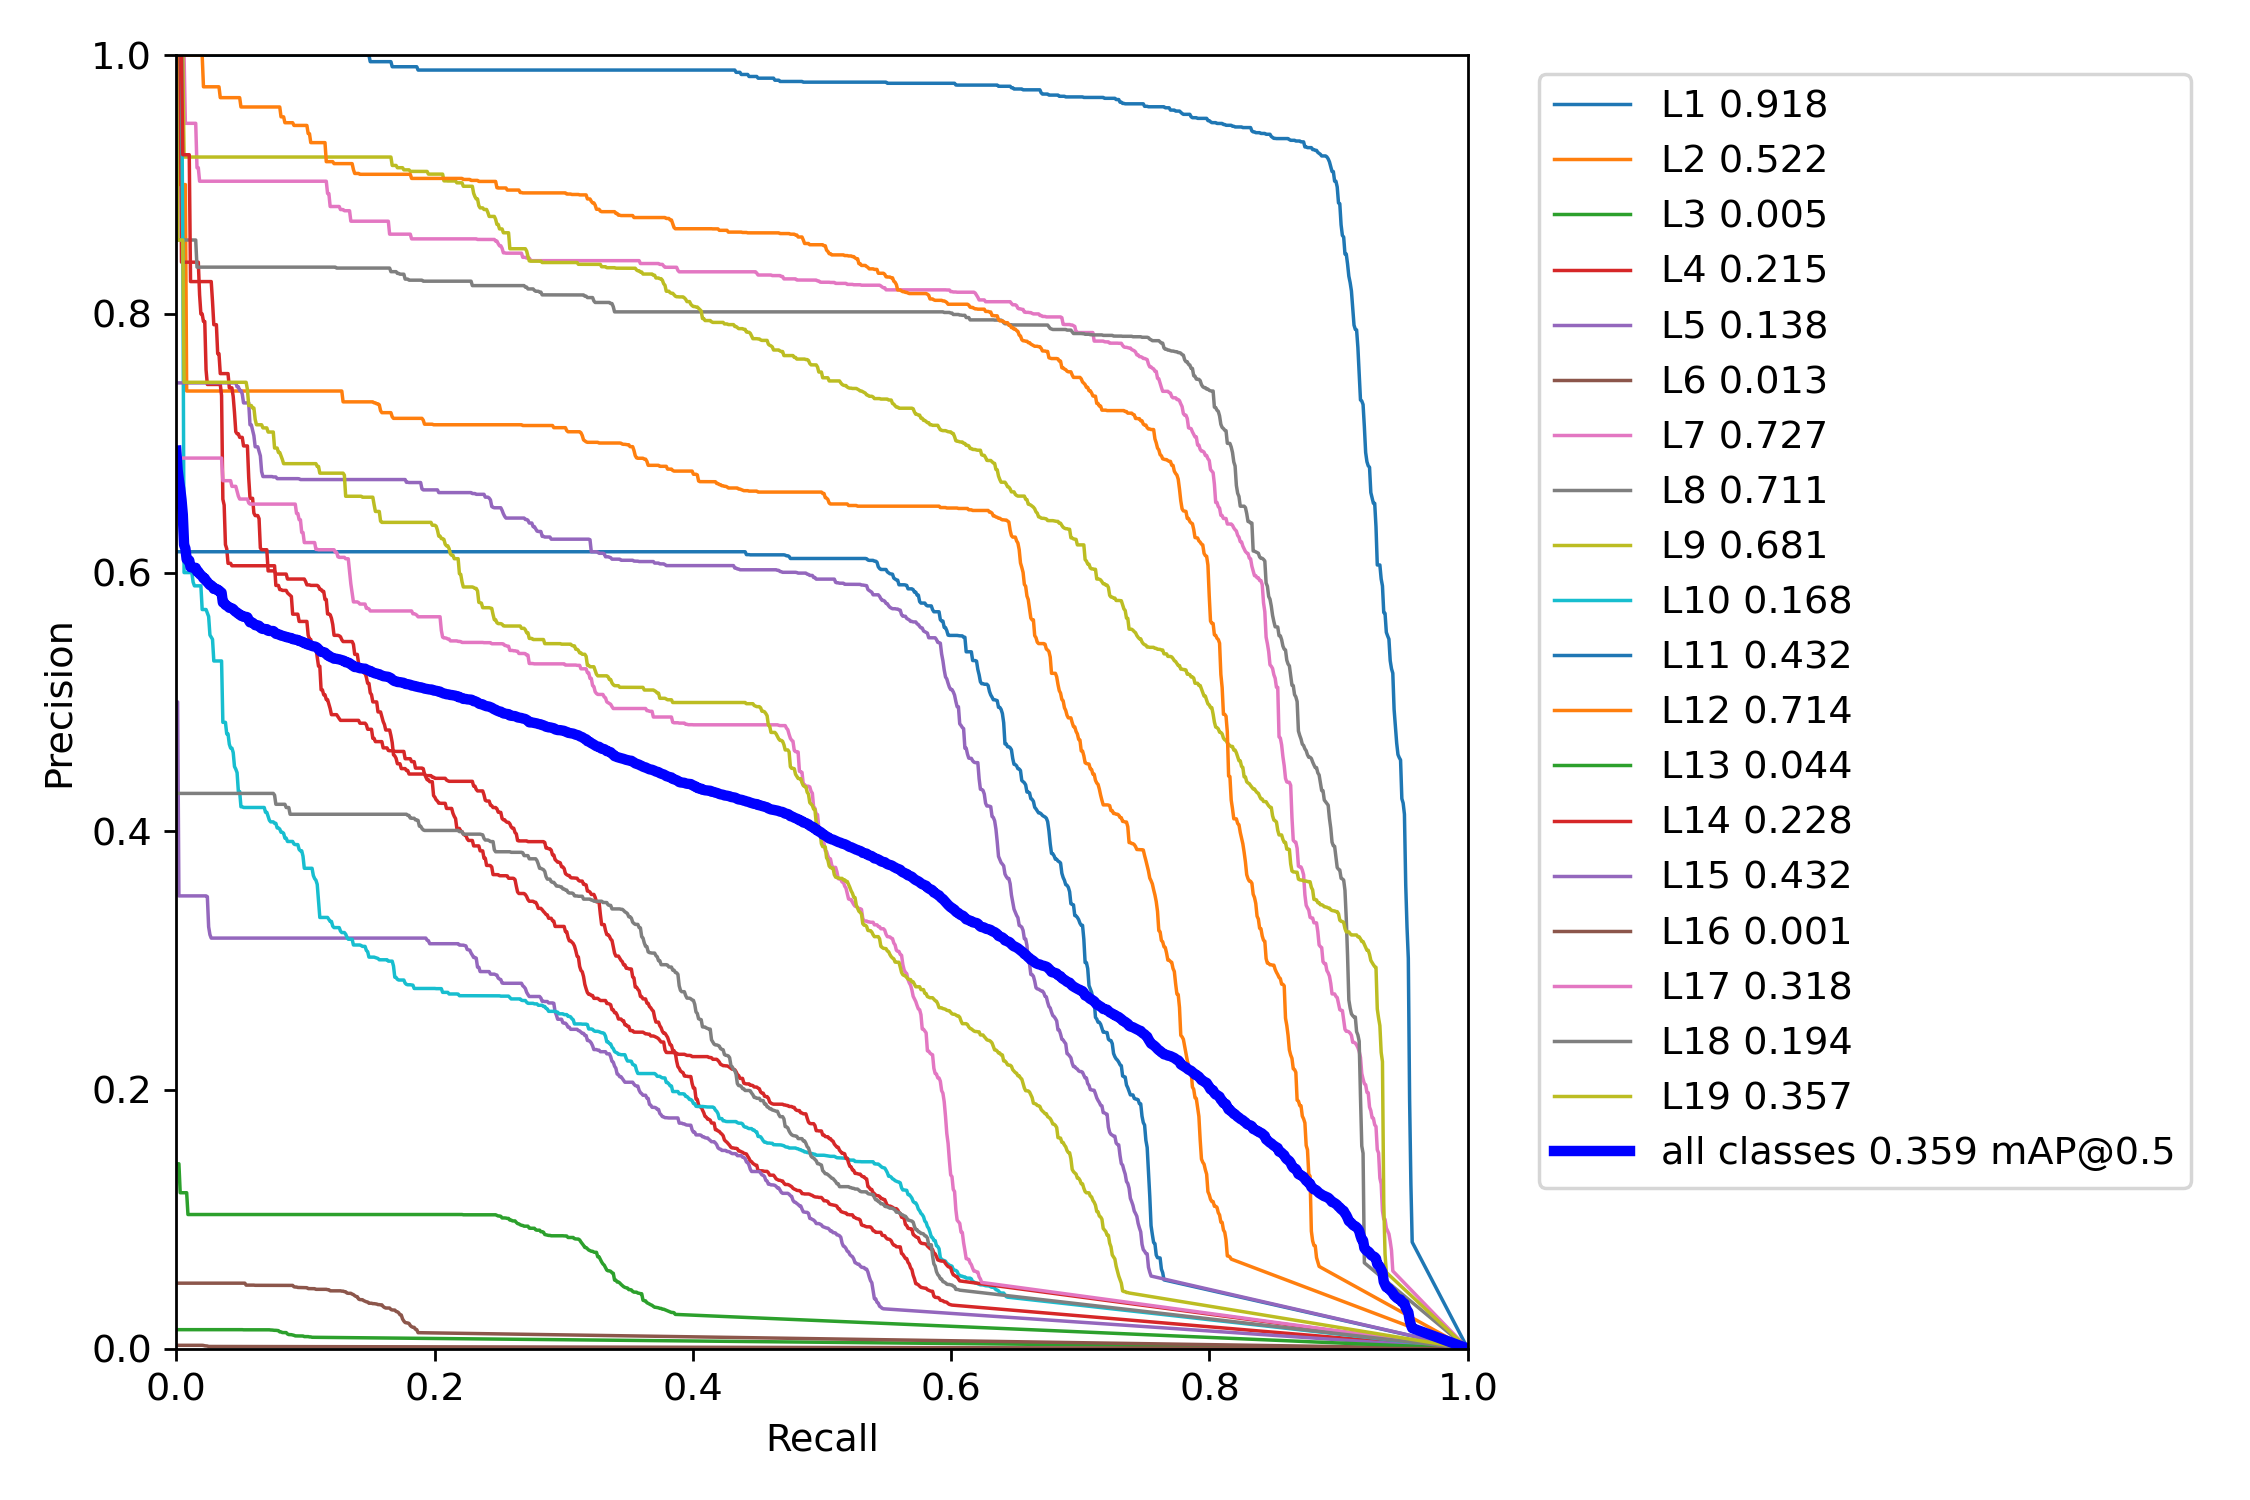 1.0
0.8
0.6
0.4
0.2
0.0
Precision
0.0 0.2 0.4 0.6 0.8 1.0
Recall
L1 0.918
L2 0.522
L3 0.005
L4 0.215
L5 0.138
L6 0.013
L7 0.727
L8 0.711
L9 0.681
L10 0.168
L11 0.432
L12 0.714
L13 0.044
L14 0.228
L15 0.432
L16 0.001
L17 0.318
L18 0.194
L19 0.357
all classes 0.359 mAP@0.5